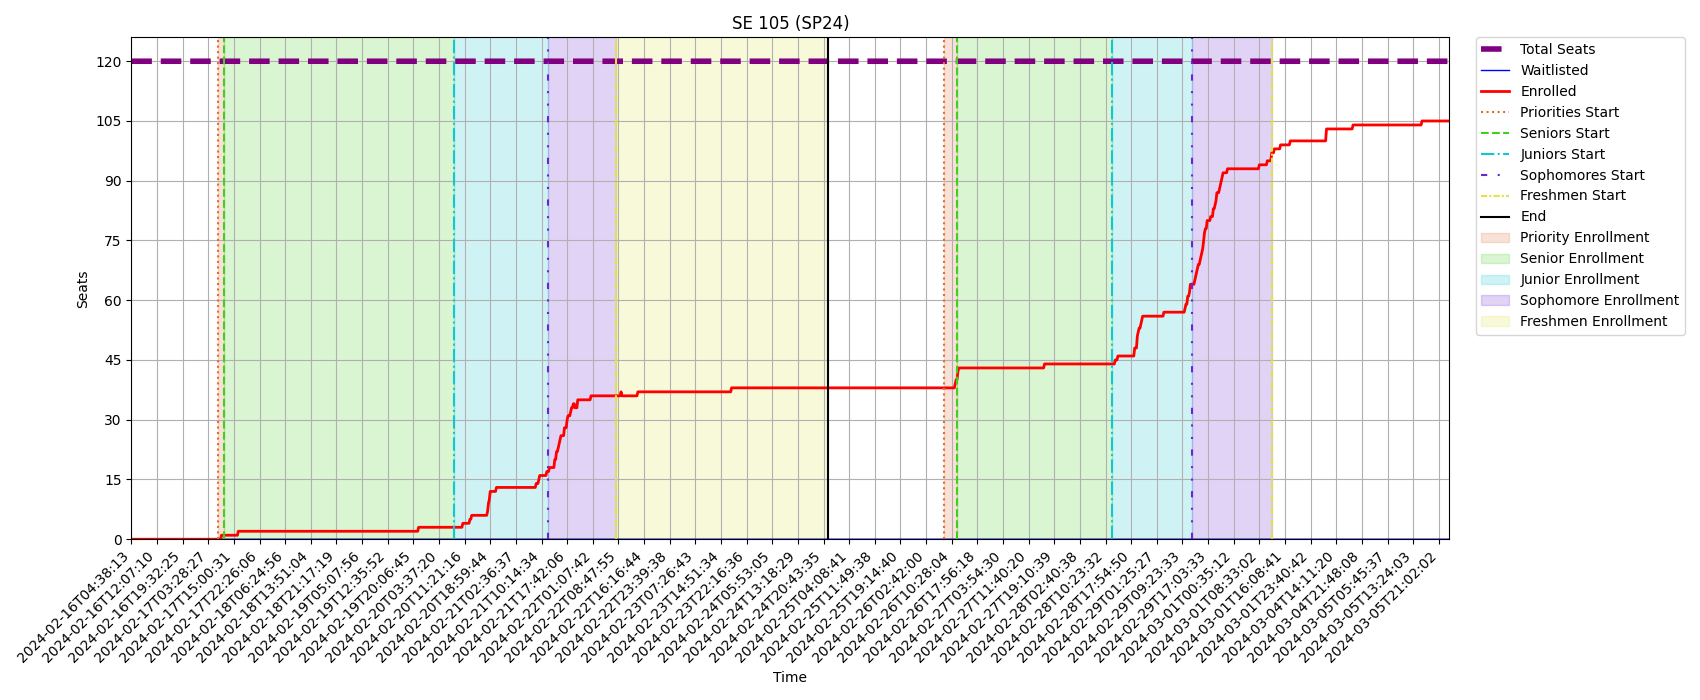 SE 105 (SP24)
Seats
120
105
90
75
60
45
30
15
0
2024-02-16T04:38:13
2024-02-16T12:07:10
2024-02-16T19:32:25
2024-02-17T03:28:27
2024-02-17T15:00:31
2024-02-17T22:26:06
2024-02-18T06:24:56
2024-02-18T13:51:04
2024-02-18T21:17:19
2024-02-19T05:07:56
2024-02-19T12:35:52
2024-02-19T20:06:45
2024-02-20T03:37:20
2024-02-20T11:21:16
2024-02-20T18:59:44
2024-02-21T02:36:37
2024-02-21T10:14:34
2024-02-21T17:42:06
2024-02-22T01:07:42
2024-02-22T08:47:55
2024-02-22T16:16:44
2024-02-22T23:39:38
2024-02-23T07:26:43
2024-02-23T14:51:34
2024-02-23T22:16:36
2024-02-24T05:53:05
2024-02-24T13:18:29
2024-02-24T20:43:35
2024-02-25T04:08:41
2024-02-25T11:49:38
2024-02-25T19:14:40
2024-02-26T02:42:00
2024-02-26T10:28:04
2024-02-26T17:56:18
2024-02-27T03:54:30
2024-02-27T11:40:20
2024-02-27T19:10:39
2024-02-28T02:40:38
2024-02-28T10:23:32
2024-02-28T17:54:50
2024-02-29T01:25:27
2024-02-29T09:23:33
2024-02-29T17:03:33
2024-03-01T00:35:12
2024-03-01T08:33:02
2024-03-01T16:08:41
2024-03-01T23:40:42
2024-03-04T14:11:20
2024-03-04T21:48:08
2024-03-05T05:45:37
2024-03-05T13:24:03
2024-03-05T21:02:02
Time
Total Seats
Waitlisted
Enrolled
Priorities Start
Seniors Start
Juniors Start
Sophomores Start
Freshmen Start
End
Priority Enrollment
Senior Enrollment
Junior Enrollment
Sophomore Enrollment
Freshmen Enrollment